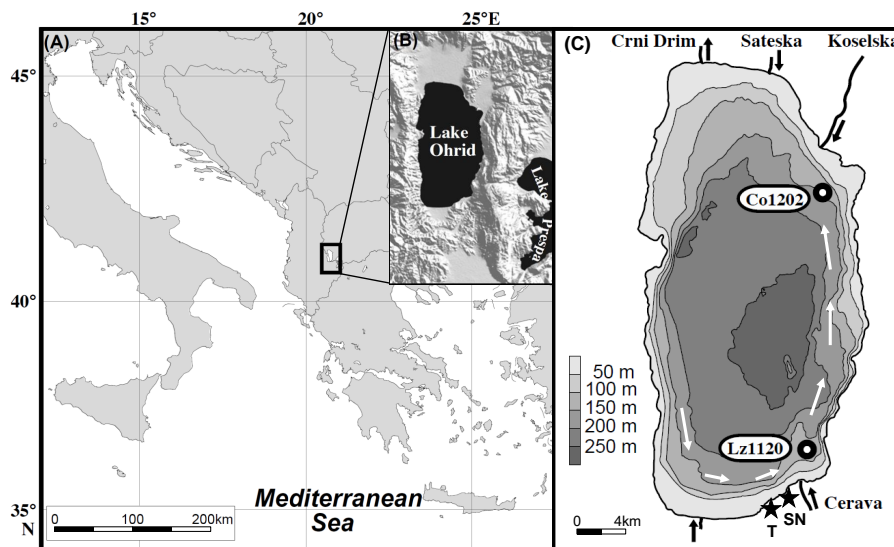 15°
20°
25°E
(A)
(B)
45°
40°
35°
N
Lake
Ohrid
Lake
Prespa
Mediterranean
Sea
0
100
200km
(C)
Crni Drim
Sateska
Koselska
Co1202
50 m
100 m
150 m
200 m
250 m
Lz1120
Cerava
SN
T
0
4km